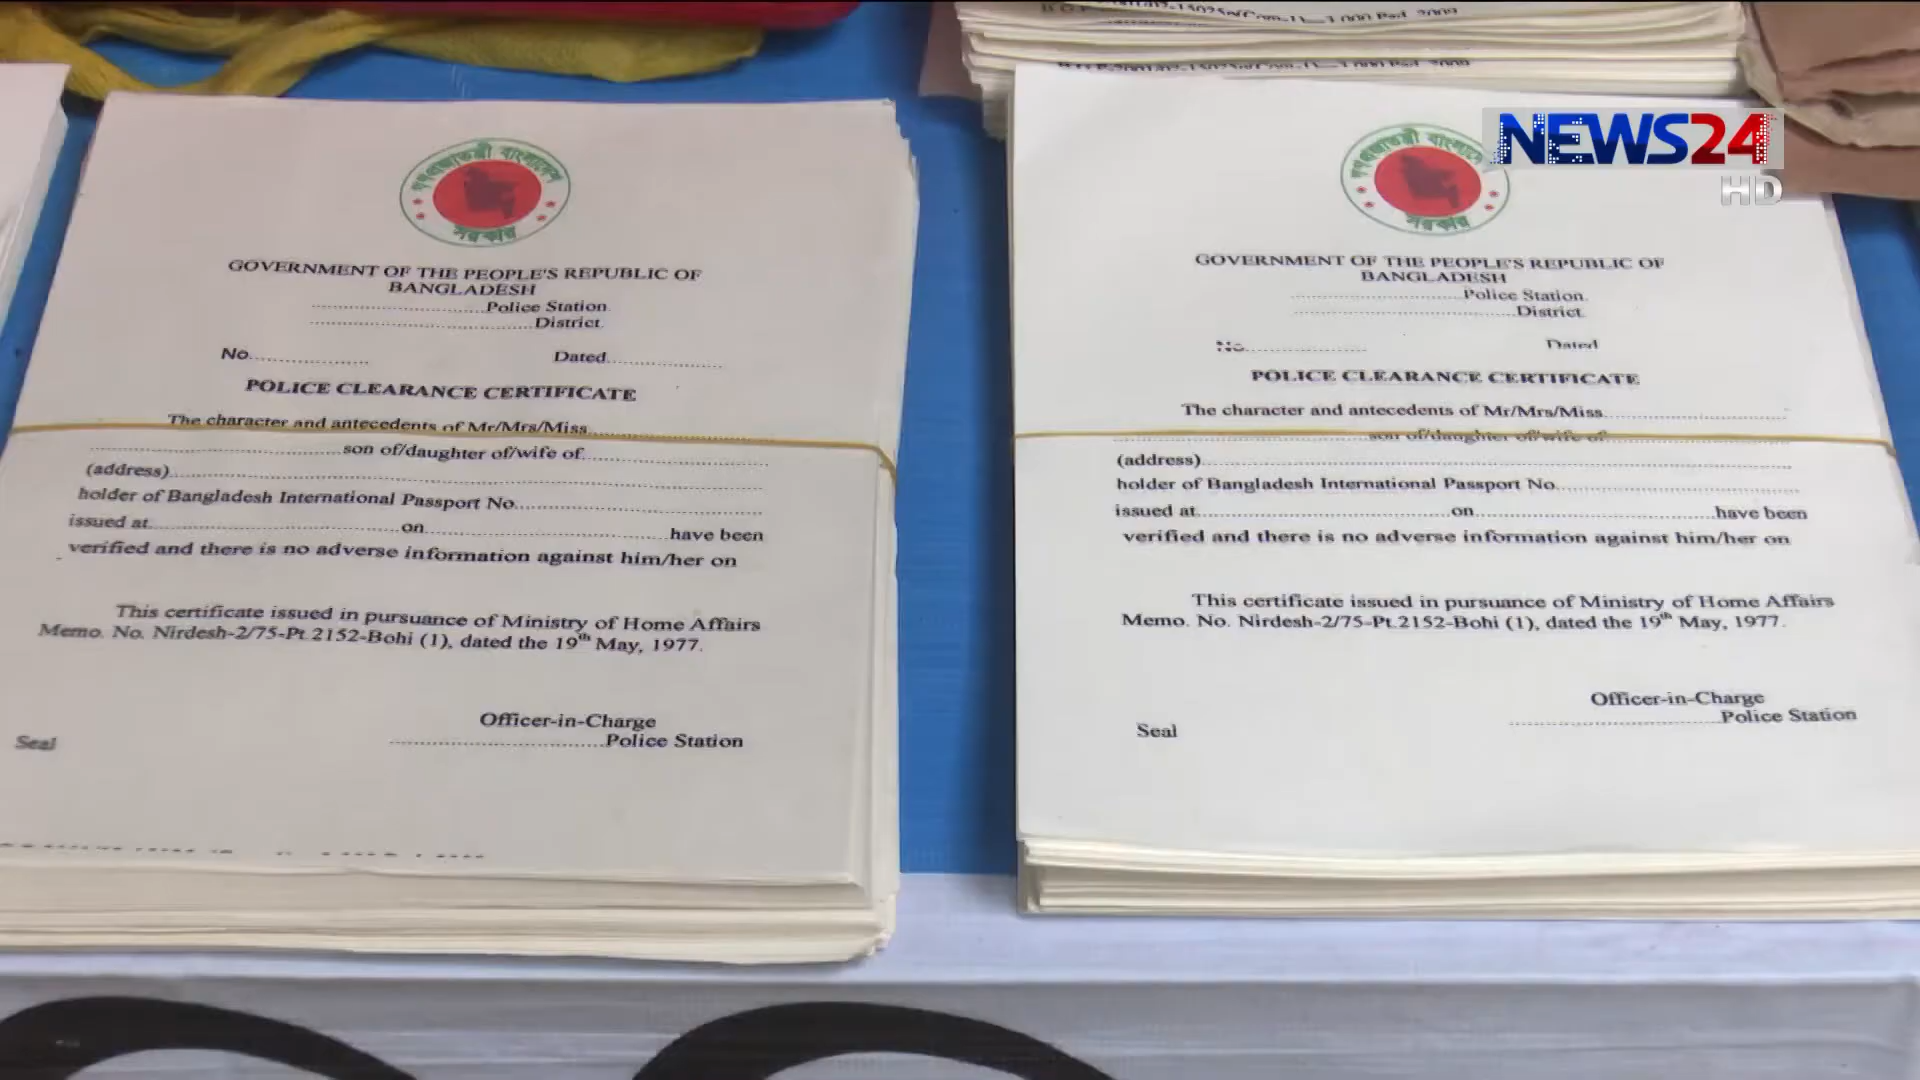 NEWS24
HD
গণপ্রজাতন্ত্রী বাংলাদেশ
সরকার
GOVERNMENT OF THE PEOPLE'S REPUBLIC OF
BANGLADESH
........................Police Station
........................District
No.................. Dated..................
POLICE CLEARANCE CERTIFICATE
The character and antecedents of Mr/Mrs/Miss..................
........................son of/daughter of/wife of..................
(address)........................
holder of Bangladesh International Passport No..................
issued at........................on........................have been
verified and there is no adverse information against him/her on
This certificate issued in pursuance of Ministry of Home Affairs
Memo. No. Nirdesh-2/75-Pt.2152-Bohi (1), dated the 19th May, 1977.
Officer-in-Charge
Seal ........................Police Station
গণপ্রজাতন্ত্রী বাংলাদেশ
সরকার
GOVERNMENT OF THE PEOPLE'S REPUBLIC OF
BANGLADESH
........................Police Station
........................District
No.................. Dated
POLICE CLEARANCE CERTIFICATE
The character and antecedents of Mr/Mrs/Miss..................
........................son of/daughter of/wife of..................
(address)........................
holder of Bangladesh International Passport No..................
issued at........................on........................have been
verified and there is no adverse information against him/her on
This certificate issued in pursuance of Ministry of Home Affairs
Memo. No. Nirdesh-2/75-Pt.2152-Bohi (1), dated the 19th May, 1977.
Officer-in-Charge
Seal ........................Police Station